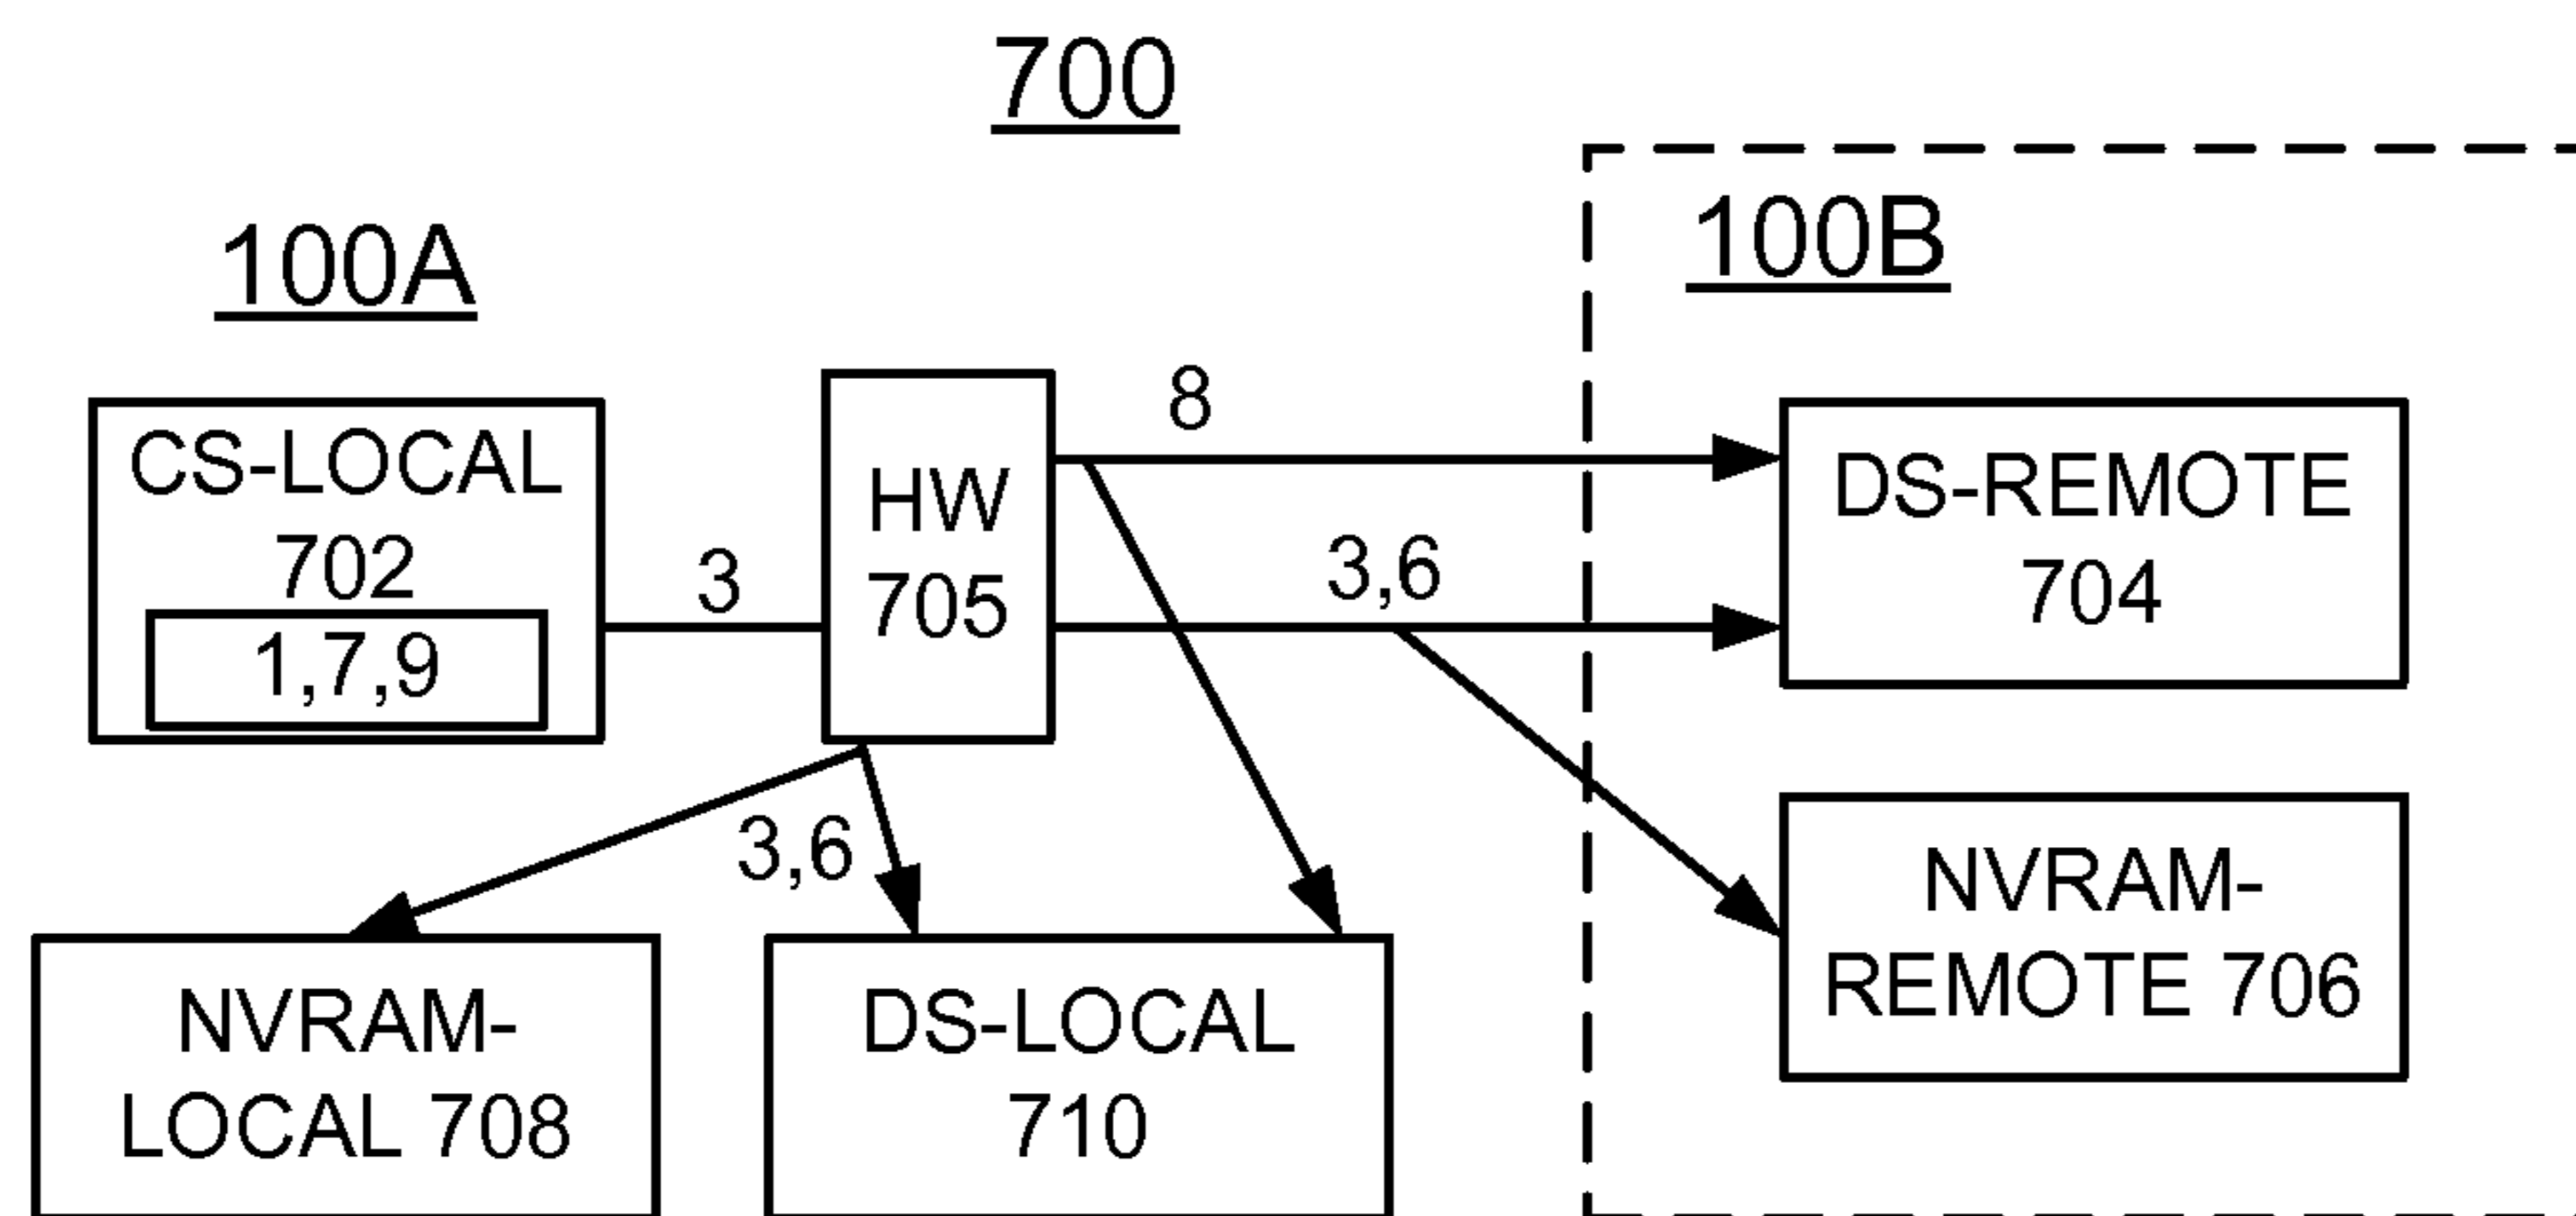 700
100A
100B
CS-LOCAL
702
1,7,9
3
HW
705
8
3,6
DS-REMOTE
704
3,6
NVRAM-
LOCAL 708
DS-LOCAL
710
NVRAM-
REMOTE 706